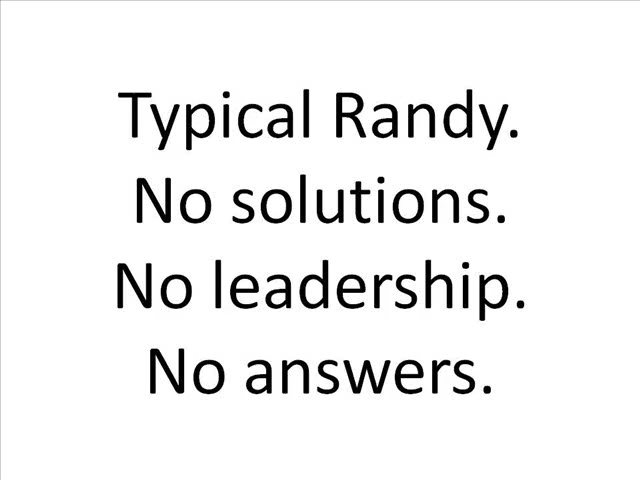 Typical Randy.
No solutions.
No leadership.
No answers.